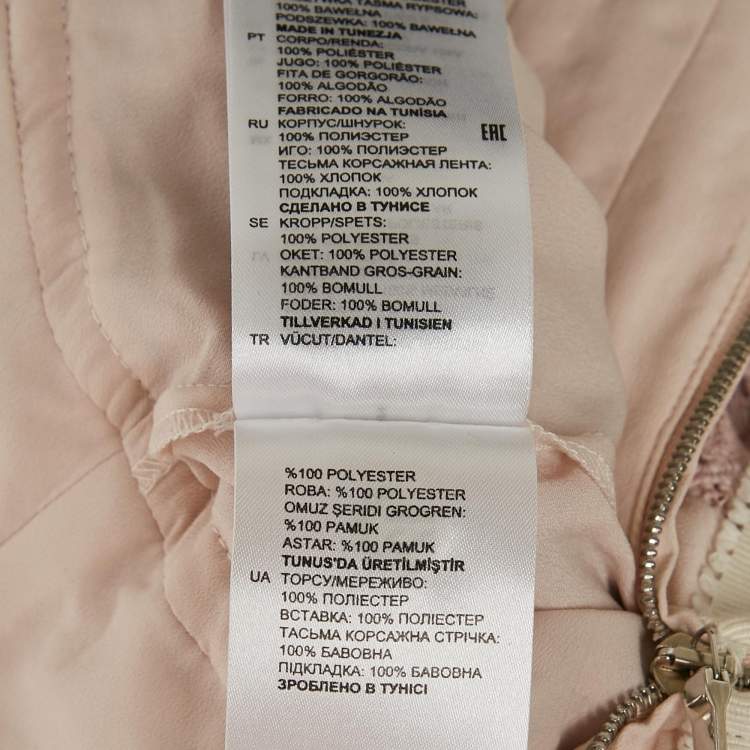 TAŚMA RYPSOWA:
100% BAWEŁNA
PODSZEWKA: 100% BAWEŁNA
MADE IN TUNEZJA
PT CORPO/RENDA:
100% POLIÉSTER
JUGO: 100% POLIÉSTER
FITA DE GORGORÃO:
100% ALGODÃO
FORRO: 100% ALGODÃO
FABRICADO NA TUNÍSIA
RU КОРПУС/ШНУРОК: EAC
100% ПОЛИЭСТЕР
ИГО: 100% ПОЛИЭСТЕР
ТЕСЬМА КОРСАЖНАЯ ЛЕНТА:
100% ХЛОПОК
ПОДКЛАДКА: 100% ХЛОПОК
СДЕЛАНО В ТУНИСЕ
SE KROPP/SPETS:
100% POLYESTER
OKET: 100% POLYESTER
KANTBAND GROS-GRAIN:
100% BOMULL
FODER: 100% BOMULL
TILLVERKAD I TUNISIEN
TR VÜCUT/DANTEL:
%100 POLYESTER
ROBA: %100 POLYESTER
OMUZ ŞERIDI GROGREN:
%100 PAMUK
ASTAR: %100 PAMUK
TUNUS'DA ÜRETİLMİŞTİR
UA ТОРСУ/МЕРЕЖИВО:
100% ПОЛІЕСТЕР
ВСТАВКА: 100% ПОЛІЕСТЕР
ТАСЬМА КОРСАЖНА СТРІЧКА:
100% БАВОВНА
ПІДКЛАДКА: 100% БАВОВНА
ЗРОБЛЕНО В ТУНІСІ